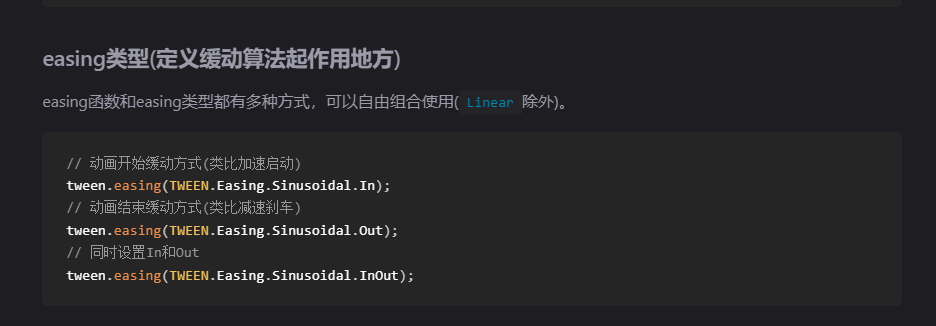 easing类型(定义缓动算法起作用地方)
easing函数和easing类型都有多种方式，可以自由组合使用( Linear 除外)。
// 动画开始缓动方式(类比加速启动)
tween.easing(TWEEN.Easing.Sinusoidal.In);
// 动画结束缓动方式(类比减速刹车)
tween.easing(TWEEN.Easing.Sinusoidal.Out);
// 同时设置In和Out
tween.easing(TWEEN.Easing.Sinusoidal.InOut);